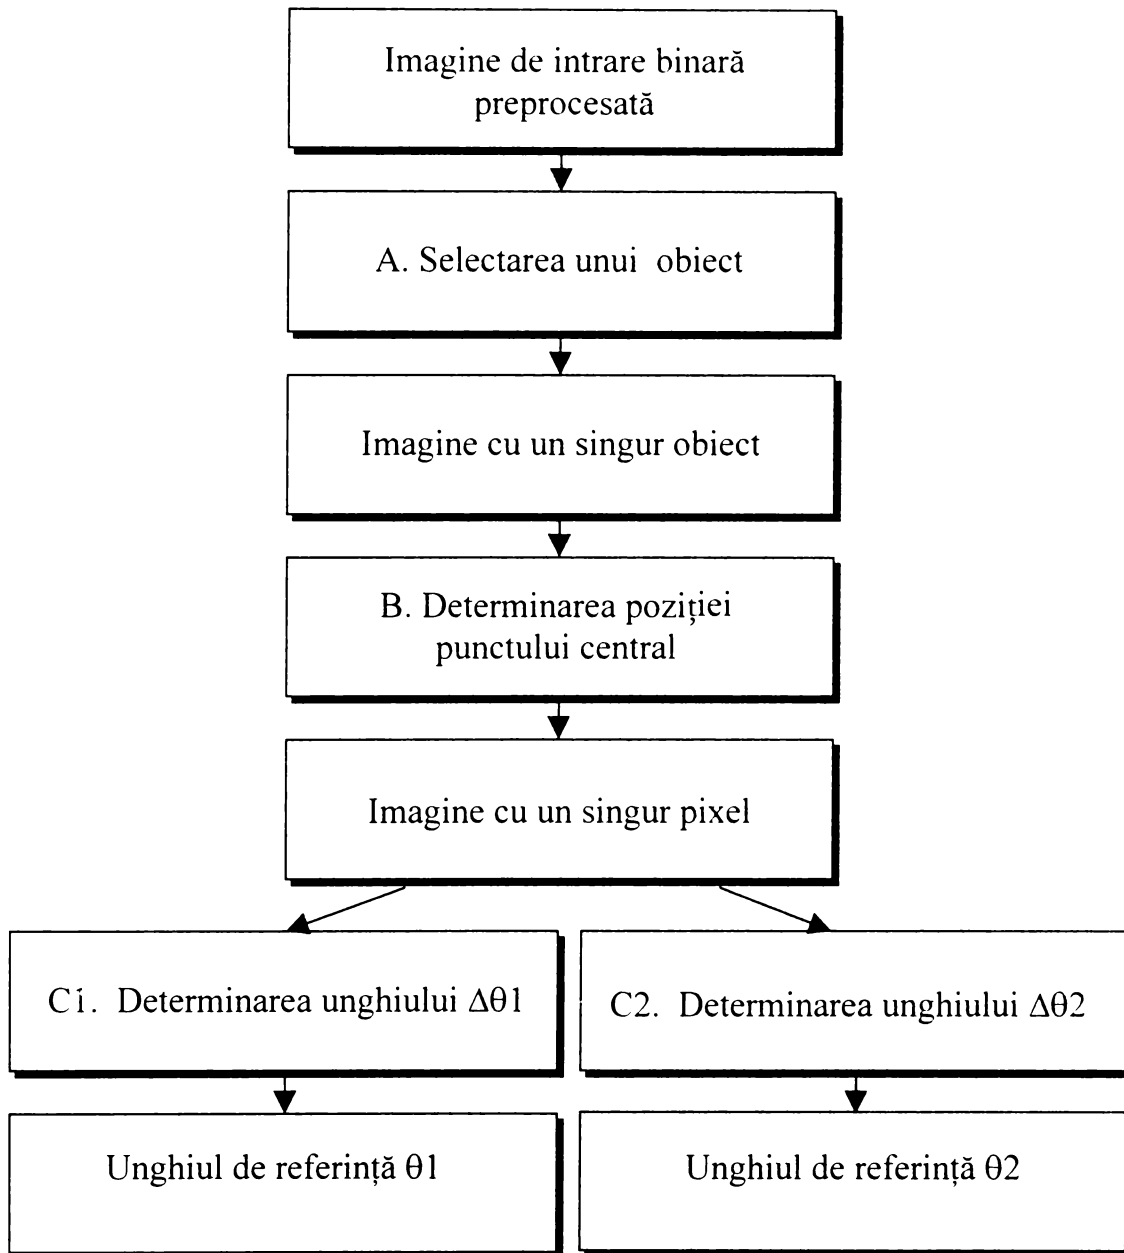 Imagine de intrare binară
preprocesată
A. Selectarea unui obiect
Imagine cu un singur obiect
B. Determinarea poziției
punctului central
Imagine cu un singur pixel
C1. Determinarea unghiului Δθ1
C2. Determinarea unghiului Δθ2
Unghiul de referință θ1
Unghiul de referință θ2